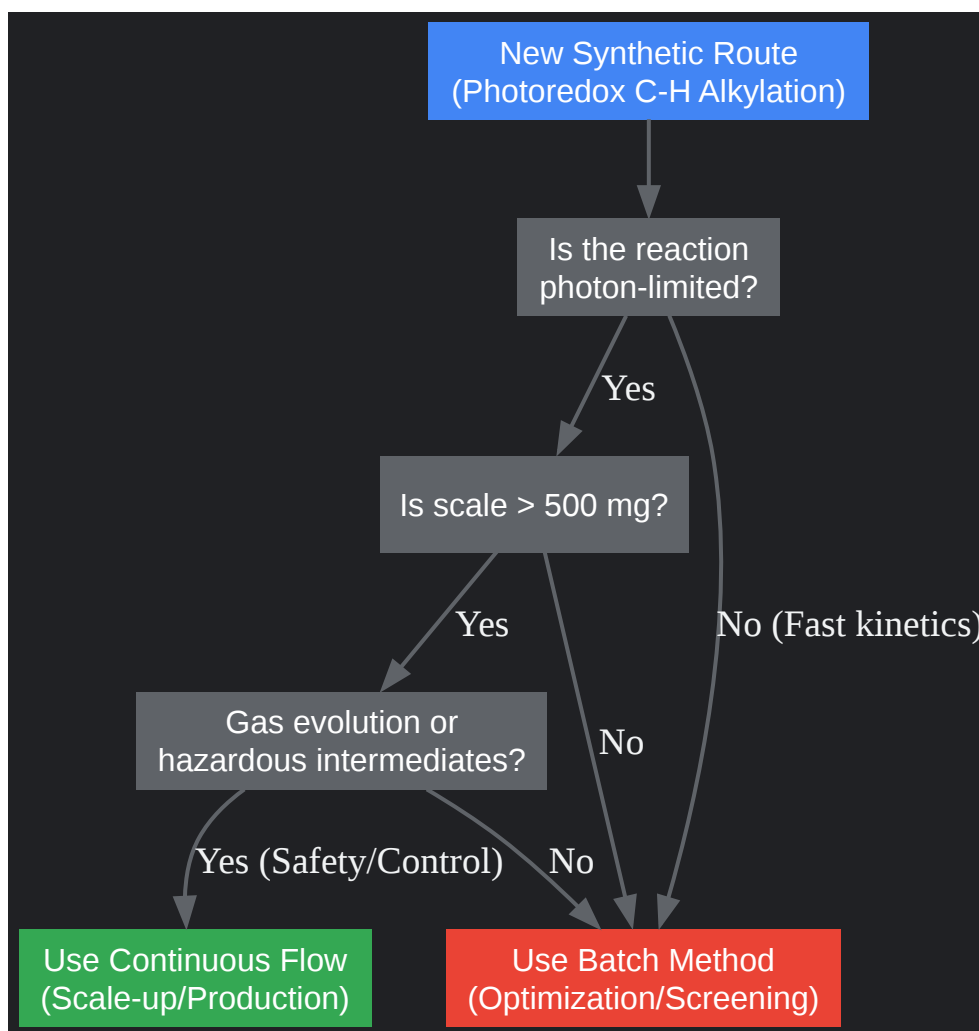 New Synthetic Route
(Photoredox C-H Alkylation)
Is the reaction
photon-limited?
Yes
Is scale > 500 mg?
Yes
No (Fast kinetics)
Gas evolution or
hazardous intermediates?
No
Yes (Safety/Control)
No
Use Continuous Flow
(Scale-up/Production)
Use Batch Method
(Optimization/Screening)